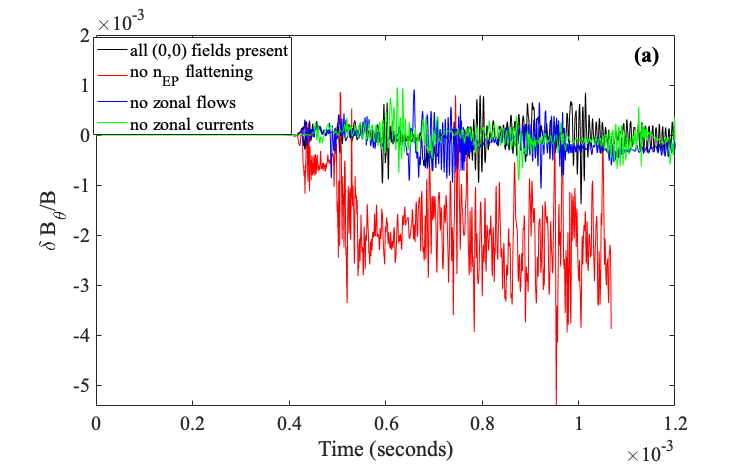 ×10⁻³
2
1
0
-1
-2
-3
-4
-5
δ B_θ/B
all (0,0) fields present
no n_EP flattening
no zonal flows
no zonal currents
(a)
0 0.2 0.4 0.6 0.8 1 1.2
Time (seconds)
×10⁻³